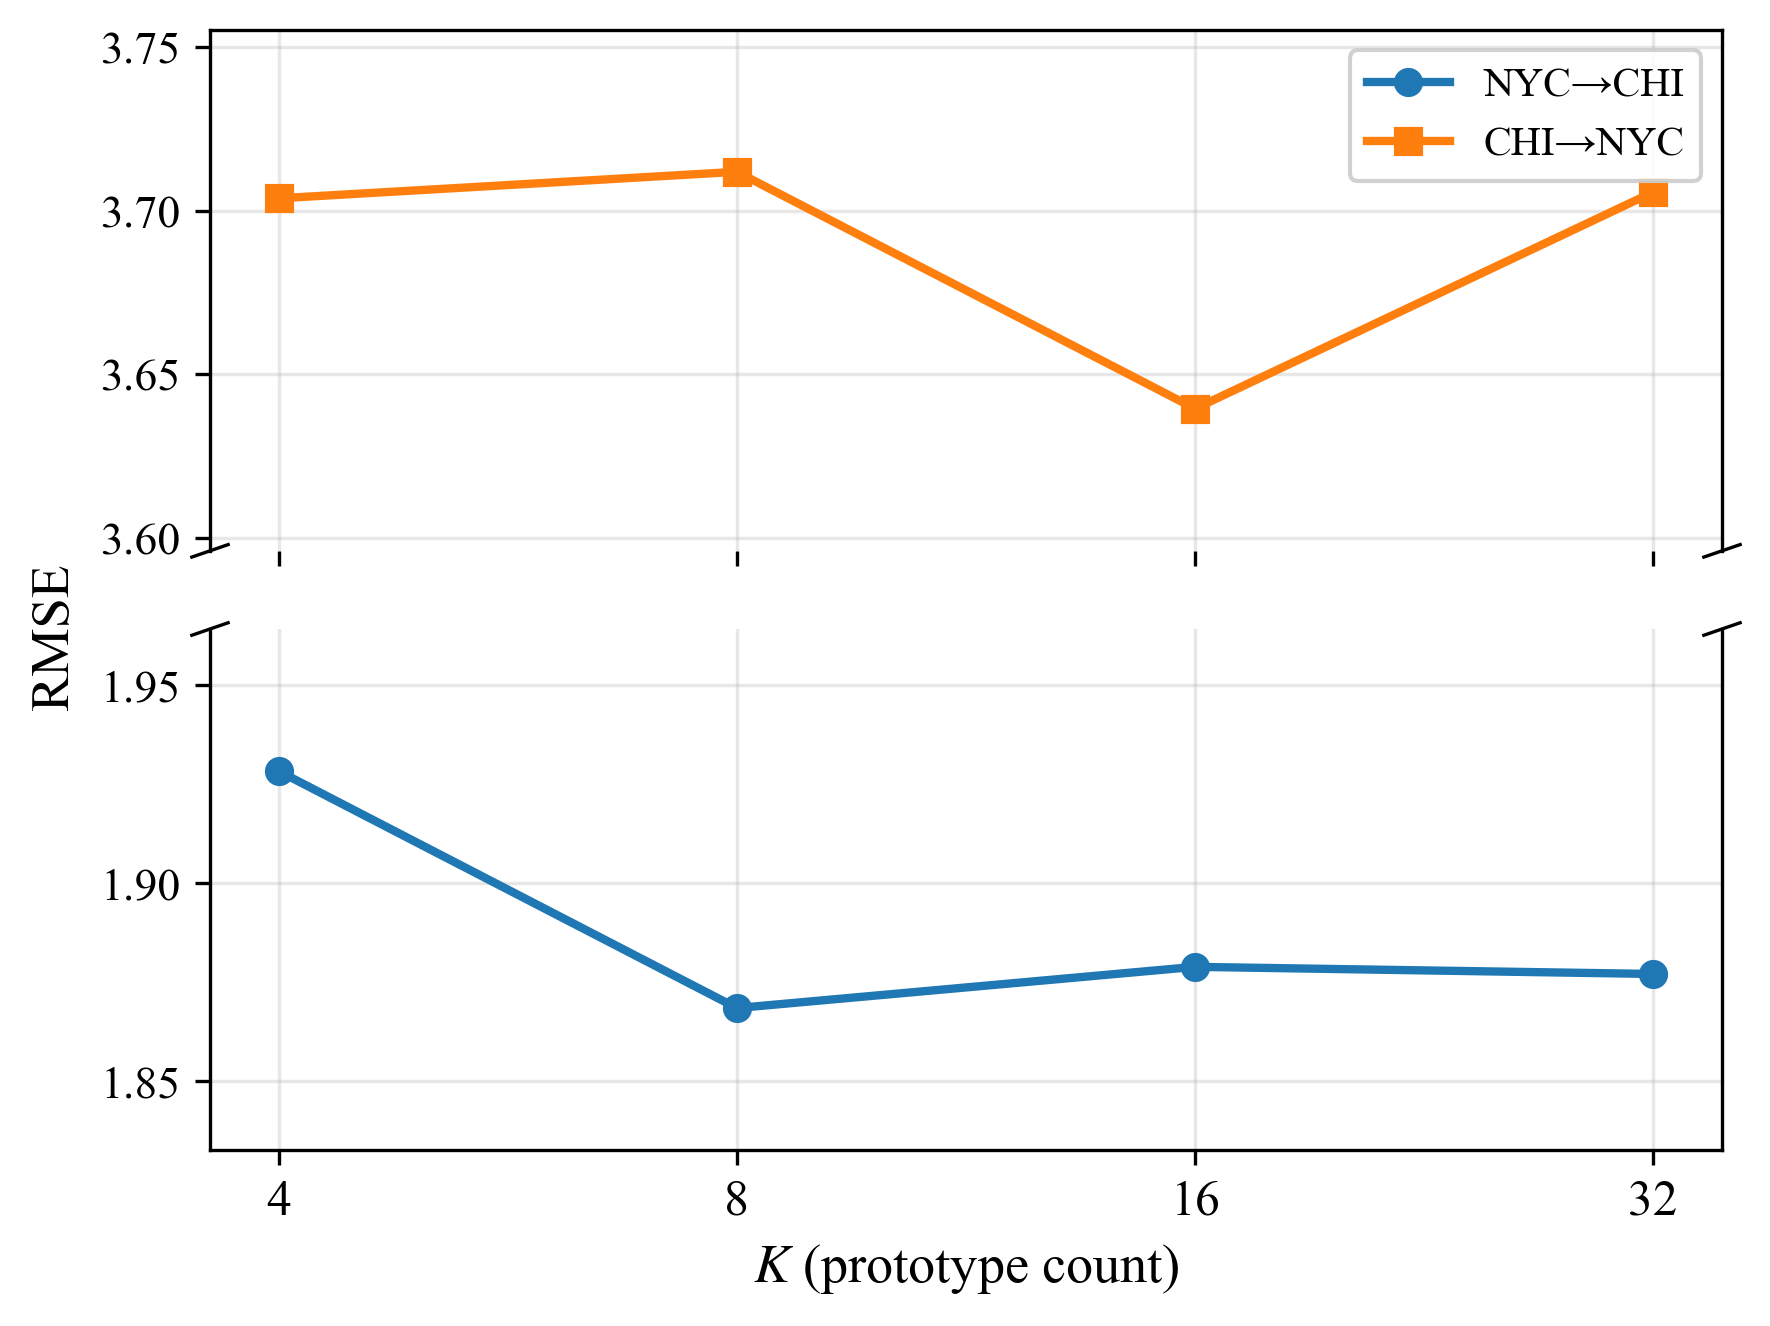 3.75
3.70
3.65
3.60
NYC→CHI
CHI→NYC
RMSE
1.95
1.90
1.85
4 8 16 32
K (prototype count)